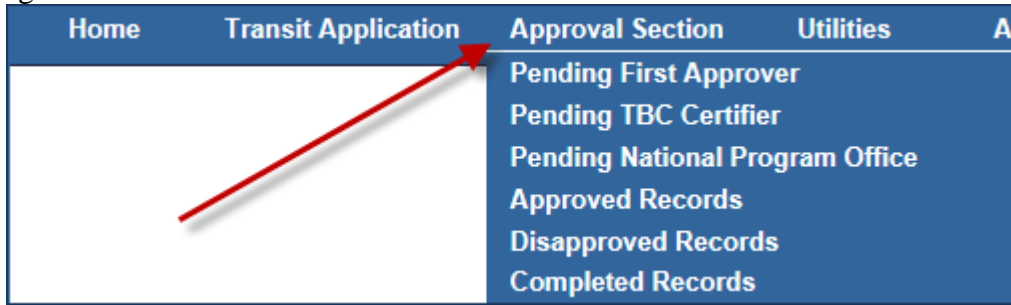 Home Transit Application Approval Section Utilities A
Pending First Approver
Pending TBC Certifier
Pending National Program Office
Approved Records
Disapproved Records
Completed Records